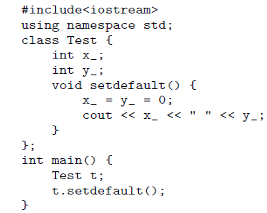 #include<iostream>
using namespace std;
class Test {
    int x_;
    int y_;
    void setdefault() {
        x_ = y_ = 0;
        cout << x_ << " " << y_;
    }
};
int main() {
    Test t;
    t.setdefault();
}